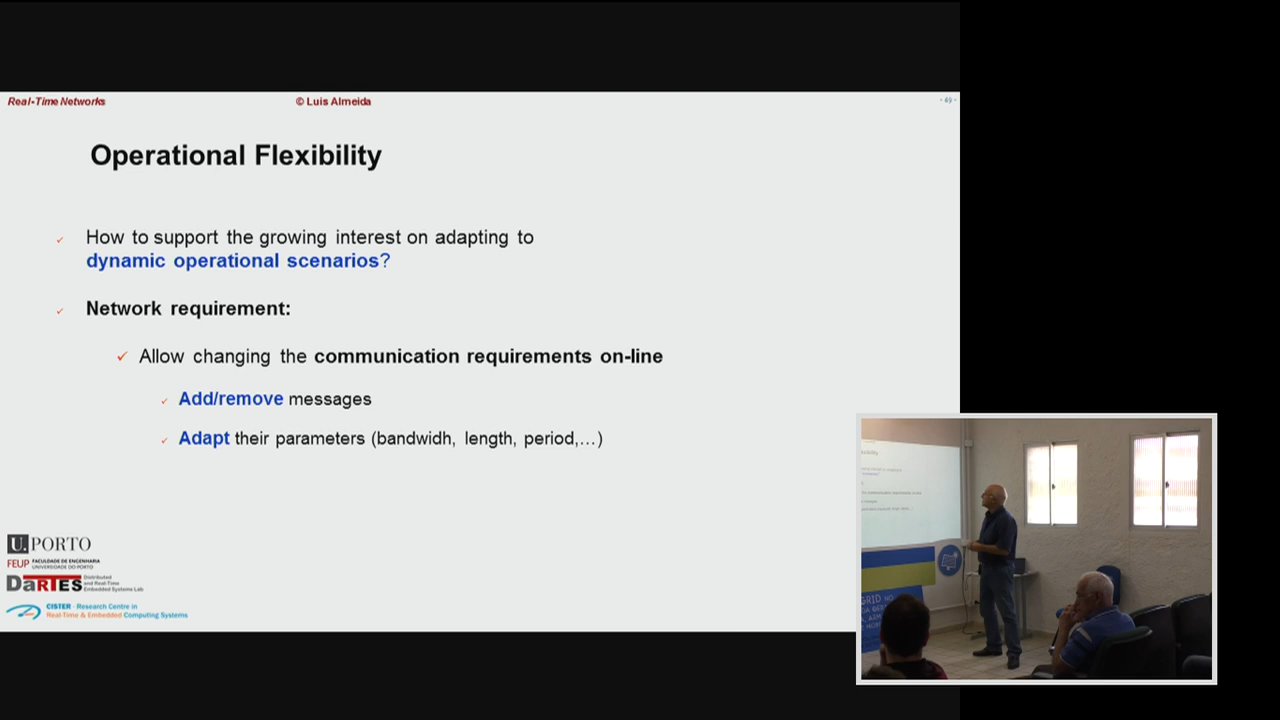 Real-Time Networks
© Luis Almeida
- 49 -
Operational Flexibility
How to support the growing interest on adapting to
dynamic operational scenarios?
Network requirement:
Allow changing the communication requirements on-line
Add/remove messages
Adapt their parameters (bandwidh, length, period,…)
U. PORTO
FEUP FACULDADE DE ENGENHARIA
UNIVERSIDADE DO PORTO
DaRTES Distributed
and Real-Time
Embedded Systems Lab
CISTER - Research Centre in
Real-Time & Embedded Computing Systems
GRID NO